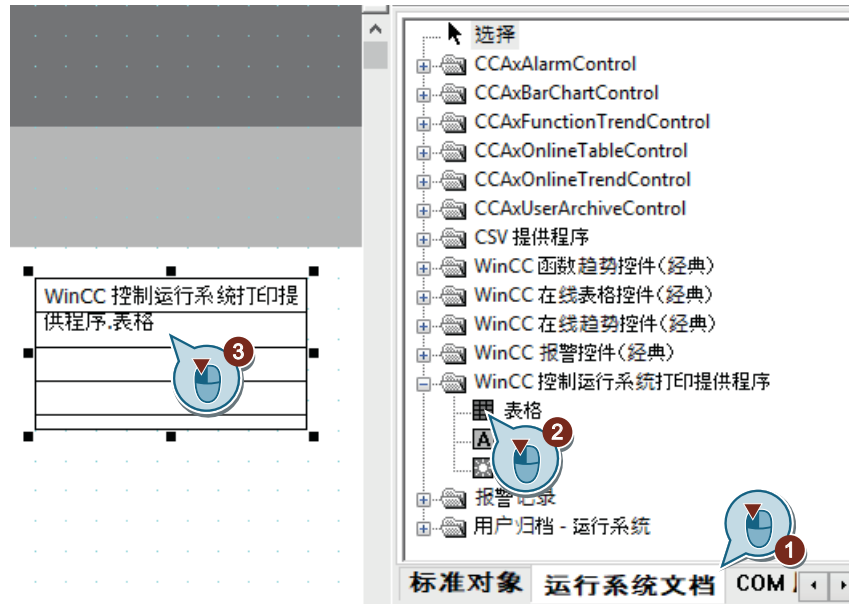 WinCC 控制运行系统打印提
供程序.表格
3
选择
CCAxAlarmControl
CCAxBarChartControl
CCAxFunctionTrendControl
CCAxOnlineTableControl
CCAxOnlineTrendControl
CCAxUserArchiveControl
CSV 提供程序
WinCC 函数趋势控件(经典)
WinCC 在线表格控件(经典)
WinCC 在线趋势控件(经典)
WinCC 报警控件(经典)
WinCC 控制运行系统打印提供程序
表格
2
A
报警记录
用户归档 - 运行系统
1
标准对象 运行系统文档 COM